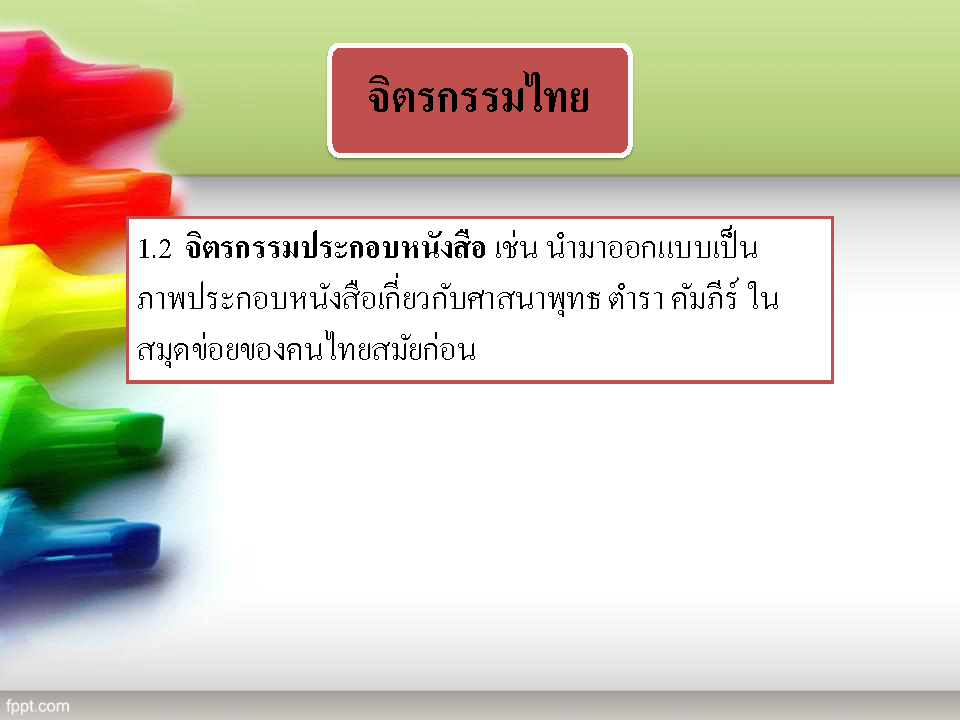 จิตรกรรมไทย
1.2 จิตรกรรมประกอบหนังสือ เช่น นำมาออกแบบเป็น
ภาพประกอบหนังสือเกี่ยวกับศาสนาพุทธ ตำรา คัมภีร์ ใน
สมุดข่อยของคนไทยสมัยก่อน
fppt.com